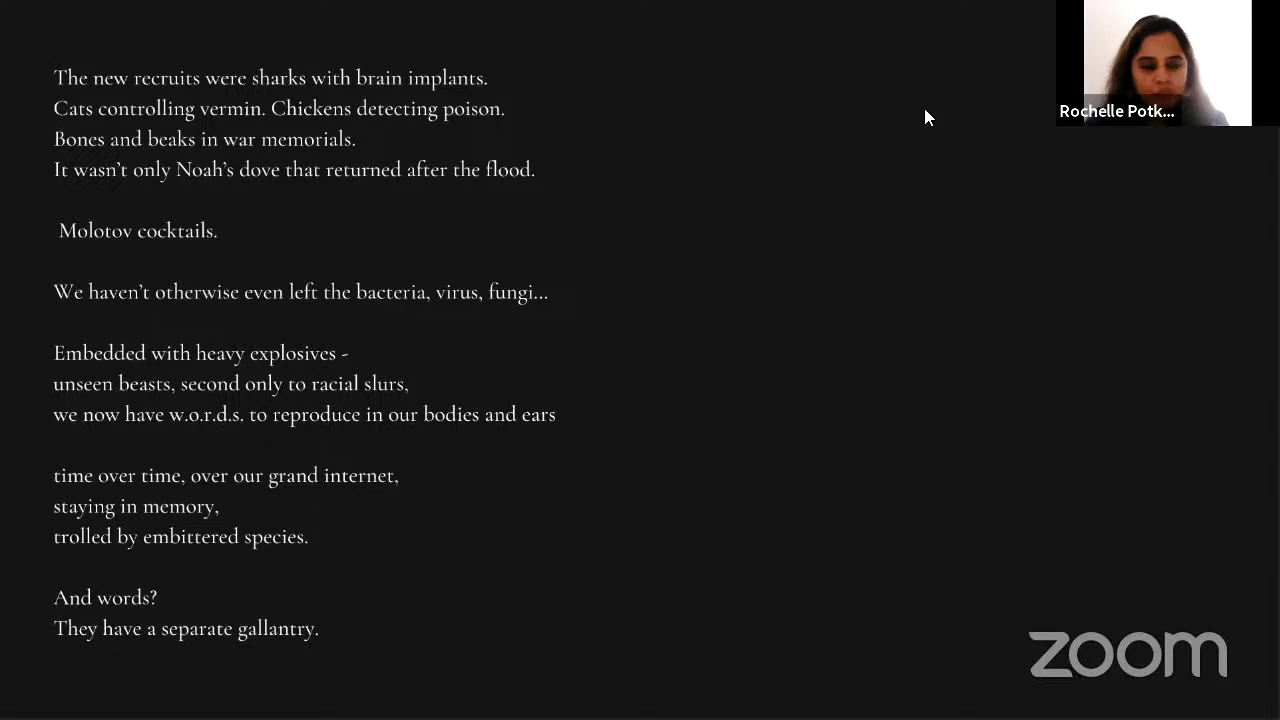 The new recruits were sharks with brain implants.
Cats controlling vermin. Chickens detecting poison.
Bones and beaks in war memorials.
It wasn’t only Noah’s dove that returned after the flood.
Molotov cocktails.
We haven’t otherwise even left the bacteria, virus, fungi...
Embedded with heavy explosives -
unseen beasts, second only to racial slurs,
we now have w.o.r.d.s. to reproduce in our bodies and ears
time over time, over our grand internet,
staying in memory,
trolled by embittered species.
And words?
They have a separate gallantry.
Rochelle Potk...
zoom